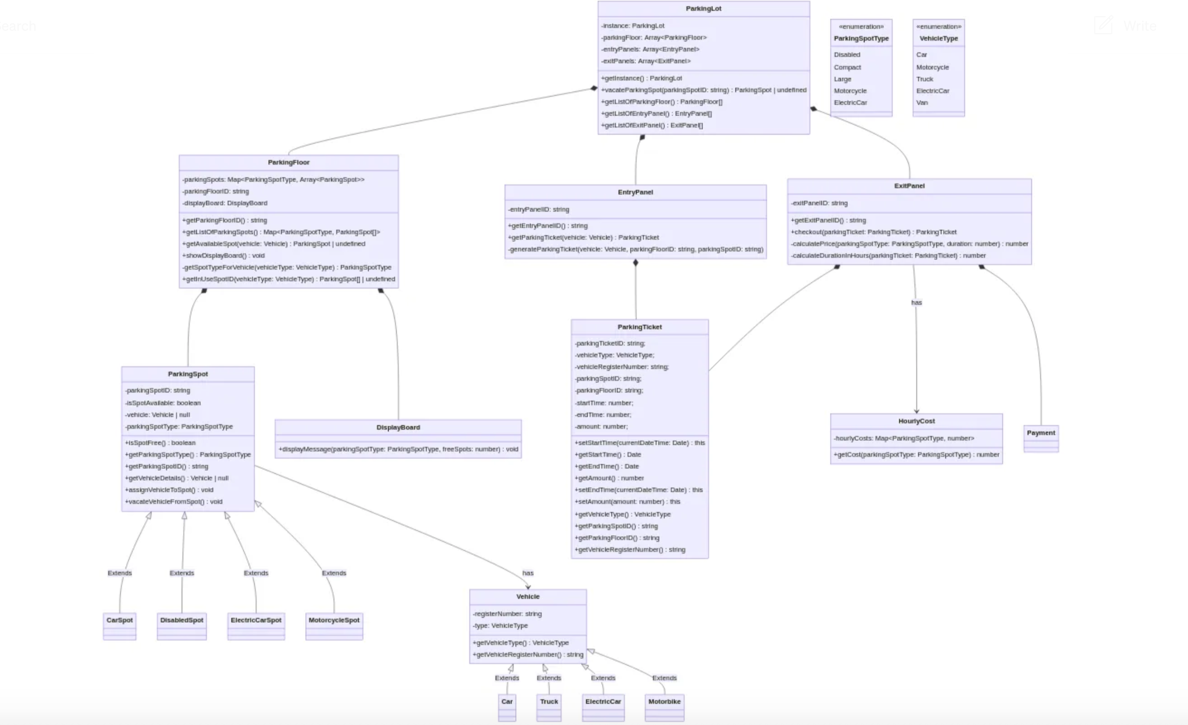 Search
Write
ParkingLot
-instance: ParkingLot
-parkingFloor: Array<ParkingFloor>
-entryPanels: Array<EntryPanel>
-exitPanels: Array<ExitPanel>
+getInstance() : ParkingLot
+vacateParkingSpot(parkingSpotID: string) : ParkingSpot | undefined
+getListOfParkingFloor() : ParkingFloor[]
+getListOfEntryPanel() : EntryPanel[]
+getListOfExitPanel() : ExitPanel[]
«enumeration»
ParkingSpotType
Disabled
Compact
Large
Motorcycle
ElectricCar
«enumeration»
VehicleType
Car
Motorcycle
Truck
ElectricCar
Van
ParkingFloor
-parkingSpots: Map<ParkingSpotType, Array<ParkingSpot>>
-parkingFloorID: string
-displayBoard: DisplayBoard
+getParkingFloorID() : string
+getListOfParkingSpots() : Map<ParkingSpotType, ParkingSpot[]>
+getAvailableSpot(vehicle: Vehicle) : ParkingSpot | undefined
+showDisplayBoard() : void
-getSpotTypeForVehicle(vehicleType: VehicleType) : ParkingSpotType
+getInUseSpotID(vehicleType: VehicleType) : ParkingSpot[] | undefined
EntryPanel
-entryPanelID: string
+getEntryPanelID() : string
+getParkingTicket(vehicle: Vehicle) : ParkingTicket
-generateParkingTicket(vehicle: Vehicle, parkingFloorID: string, parkingSpotID: string)
ExitPanel
-exitPanelID: string
+getExitPanelID() : string
+checkout(parkingTicket: ParkingTicket) : ParkingTicket
-calculatePrice(parkingSpotType: ParkingSpotType, duration: number) : number
-calculateDurationInHours(parkingTicket: ParkingTicket) : number
has
ParkingTicket
-parkingTicketID: string;
-vehicleType: VehicleType;
-vehicleRegisterNumber: string;
-parkingSpotID: string;
-parkingFloorID: string;
-startTime: number;
-endTime: number;
-amount: number;
+setStartTime(currentDateTime: Date) : this
+getStartTime() : Date
+getEndTime() : Date
+getAmount() : number
+setEndTime(currentDateTime: Date) : this
+setAmount(amount: number) : this
+getVehicleType() : VehicleType
+getParkingSpotID() : string
+getParkingFloorID() : string
+getVehicleRegisterNumber() : string
ParkingSpot
-parkingSpotID: string
-isSpotAvailable: boolean
-vehicle: Vehicle | null
-parkingSpotType: ParkingSpotType
+isSpotFree() : boolean
+getParkingSpotType() : ParkingSpotType
+getParkingSpotID() : string
+getVehicleDetails() : Vehicle | null
+assignVehicleToSpot() : void
+vacateVehicleFromSpot() : void
DisplayBoard
+displayMessage(parkingSpotType: ParkingSpotType, freeSpots: number) : void
HourlyCost
-hourlyCosts: Map<ParkingSpotType, number>
+getCost(parkingSpotType: ParkingSpotType) : number
Payment
Extends
Extends
Extends
Extends
has
CarSpot
DisabledSpot
ElectricCarSpot
MotorcycleSpot
Vehicle
-registerNumber: string
-type: VehicleType
+getVehicleType() : VehicleType
+getVehicleRegisterNumber() : string
Extends
Extends
Extends
Extends
Car
Truck
ElectricCar
Motorbike